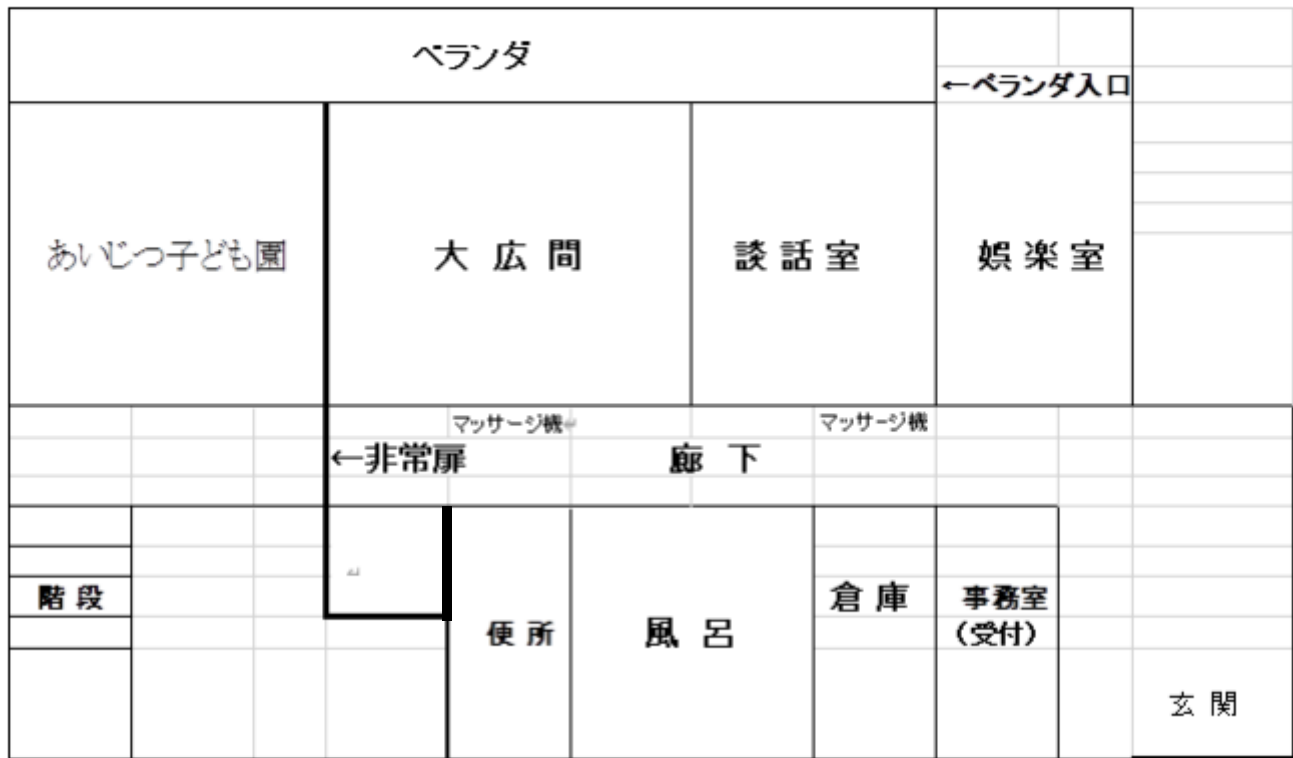 ベランダ
←ベランダ入口
あいじつ子ども園
大広間
談話室
娯楽室
マッサージ機
マッサージ機
←非常扉
廊下
階段
便所
風呂
倉庫
事務室
（受付）
玄関